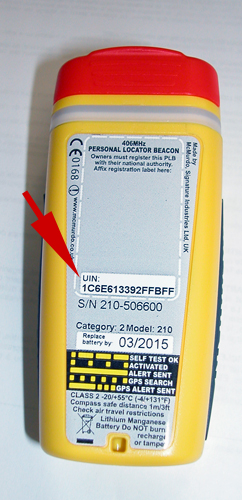 406MHz
PERSONAL LOCATOR BEACON
Owners must register this PLB
with their national authority.
Affix registration label here:
CE0168
www.mcmurdo.co.uk
Made by
McMurdo, Signature Industries Ltd, UK
UIN:
1C6E613392FFBFF
S/N 210-506600
Category: 2 Model: 210
Replace
battery by: 03/2015
SELF TEST OK
ACTIVATED
ALERT SENT
GPS SEARCH
GPS ALERT SENT
CLASS 2 -20/+55°C (-4/+131°F)
Compass safe distance 1m/3ft
Check air travel restrictions
Lithium Manganese
Battery Do NOT burn
or